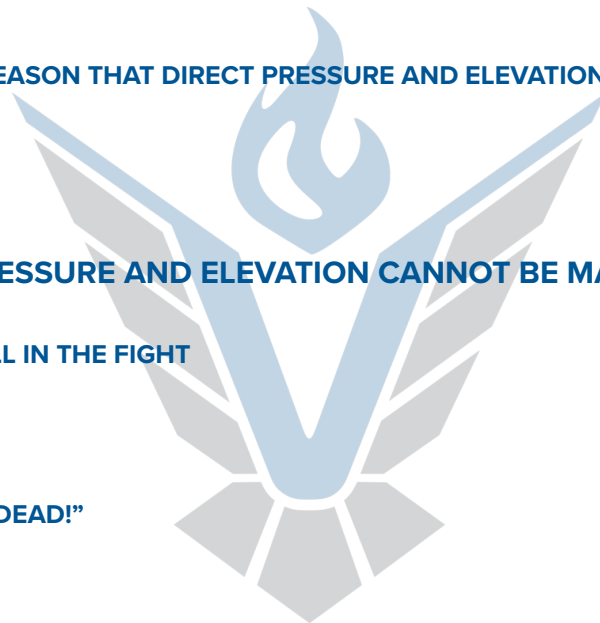 EASON THAT DIRECT PRESSURE AND ELEVATION
ESSURE AND ELEVATION CANNOT BE MA
L IN THE FIGHT
DEAD!”